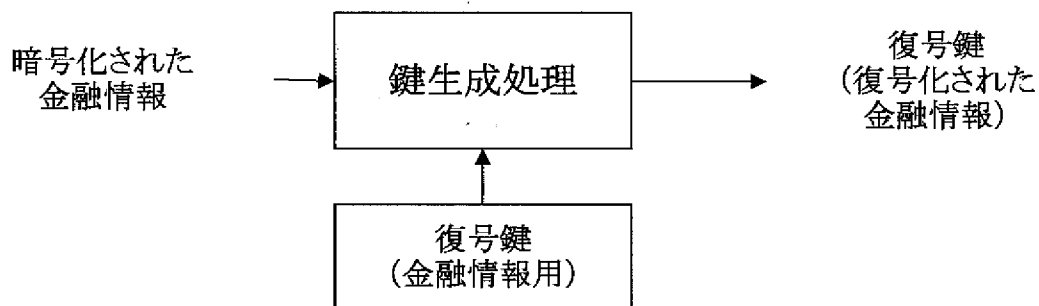 暗号化された
金融情報
鍵生成処理
復号鍵
(復号化された
金融情報)
復号鍵
(金融情報用)